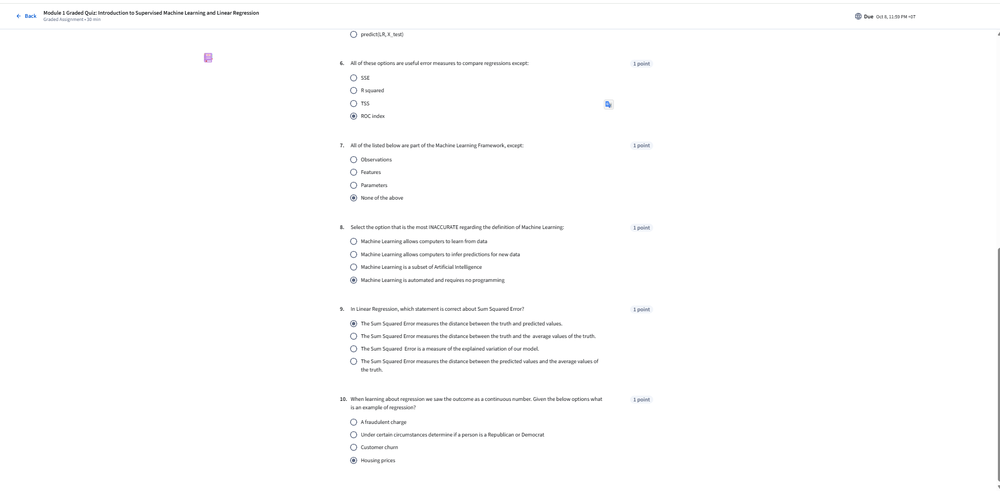 Back
Module 1 Graded Quiz: Introduction to Supervised Machine Learning and Linear Regression
Graded Assignment • 30 min
Due Oct 8, 11:59 PM +07
predict(LR, X_test)
6. All of these options are useful error measures to compare regressions except:
1 point
SSE
R squared
TSS
ROC index
7. All of the listed below are part of the Machine Learning Framework, except:
1 point
Observations
Features
Parameters
None of the above
8. Select the option that is the most INACCURATE regarding the definition of Machine Learning:
1 point
Machine Learning allows computers to learn from data
Machine Learning allows computers to infer predictions for new data
Machine Learning is a subset of Artificial Intelligence
Machine Learning is automated and requires no programming
9. In Linear Regression, which statement is correct about Sum Squared Error?
1 point
The Sum Squared Error measures the distance between the truth and predicted values.
The Sum Squared Error measures the distance between the truth and the  average values of the truth.
The Sum Squared  Error is a measure of the explained variation of our model.
The Sum Squared Error measures the distance between the predicted values and the average values of
the truth.
10. When learning about regression we saw the outcome as a continuous number. Given the below options what
is an example of regression?
1 point
A fraudulent charge
Under certain circumstances determine if a person is a Republican or Democrat
Customer churn
Housing prices